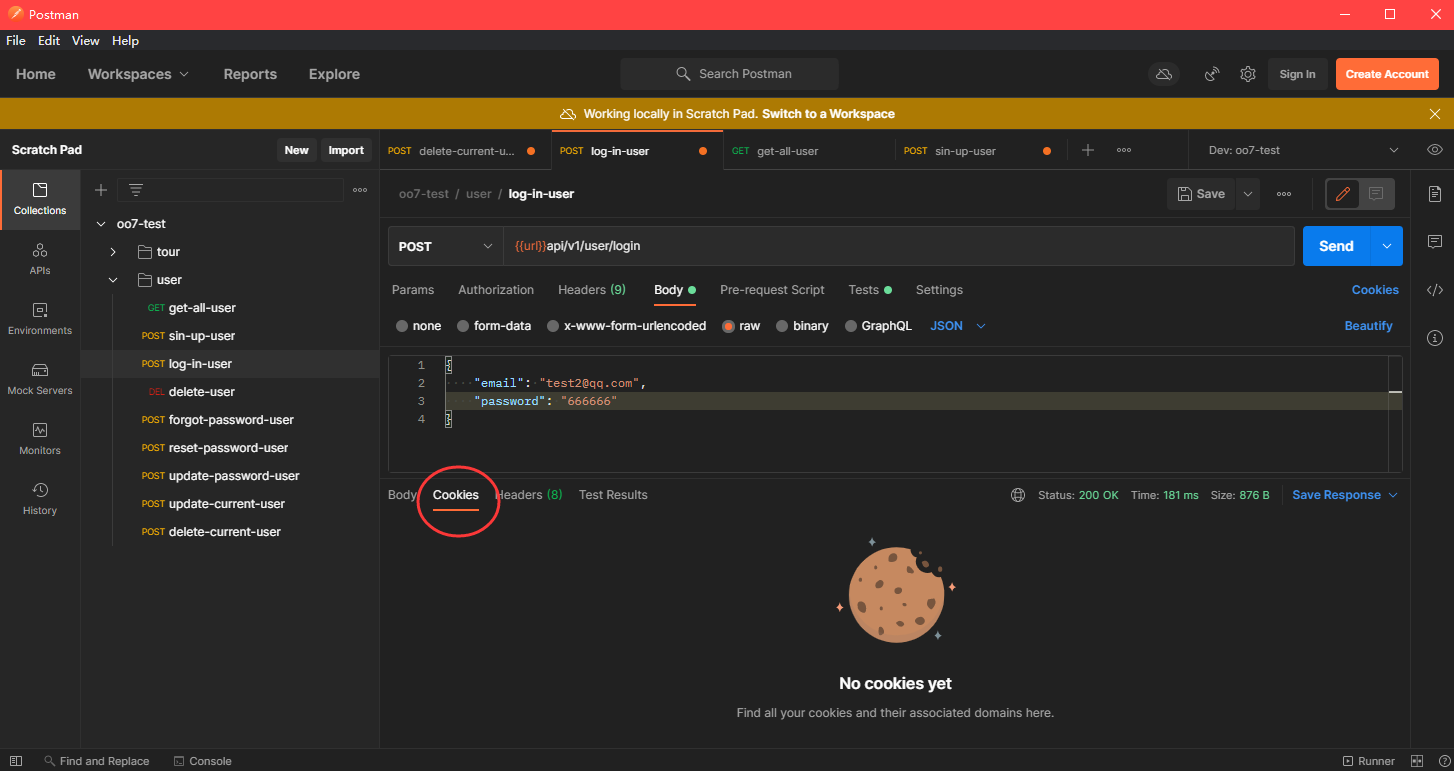 Postman
File Edit View Help
Home Workspaces Reports Explore Search Postman Sign In Create Account
Working locally in Scratch Pad. Switch to a Workspace
Scratch Pad New Import
POST delete-current-u... POST log-in-user GET get-all-user POST sin-up-user Dev: oo7-test
oo7-test / user / log-in-user Save
Collections
APIs
Environments
Mock Servers
Monitors
History
oo7-test
tour
user
GET get-all-user
POST sin-up-user
POST log-in-user
DEL delete-user
POST forgot-password-user
POST reset-password-user
POST update-password-user
POST update-current-user
POST delete-current-user
POST {{url}}api/v1/user/login Send
Params Authorization Headers (9) Body Pre-request Script Tests Settings Cookies
none form-data x-www-form-urlencoded raw binary GraphQL JSON Beautify
1 {
2 "email": "test2@qq.com",
3 "password": "666666"
4 }
Body Cookies Headers (8) Test Results Status: 200 OK Time: 181 ms Size: 876 B Save Response
No cookies yet
Find all your cookies and their associated domains here.
Find and Replace Console Runner